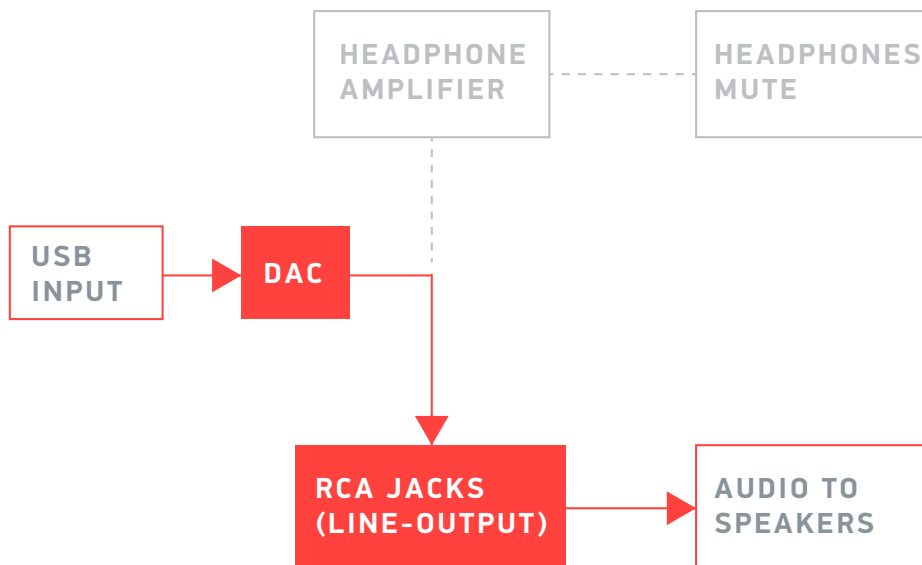 HEADPHONE
AMPLIFIER
HEADPHONES
MUTE
USB
INPUT
DAC
RCA JACKS
(LINE-OUTPUT)
AUDIO TO
SPEAKERS